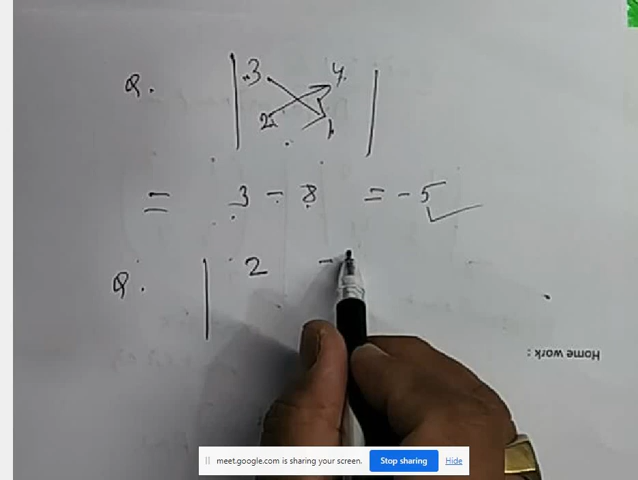 Q. | 3 4
2 1 |
= 3 - 8 = - 5
Q. | 2 -
Home work :
meet.google.com is sharing your screen. Stop sharing Hide